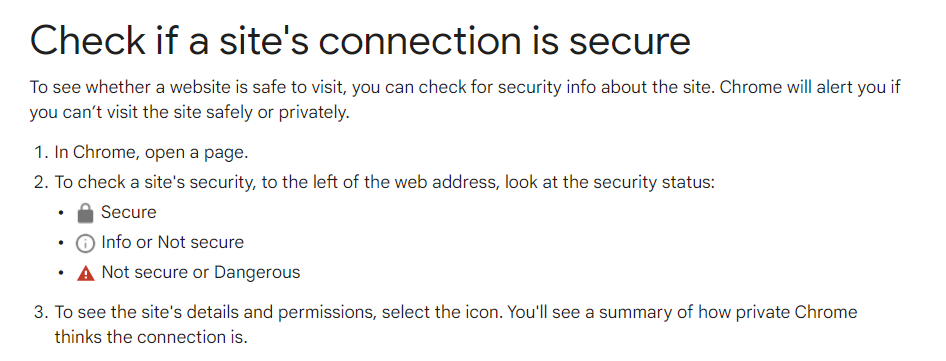 Check if a site's connection is secure
To see whether a website is safe to visit, you can check for security info about the site. Chrome will alert you if
you can’t visit the site safely or privately.
1. In Chrome, open a page.
2. To check a site's security, to the left of the web address, look at the security status:
• Secure
• Info or Not secure
• Not secure or Dangerous
3. To see the site's details and permissions, select the icon. You'll see a summary of how private Chrome
thinks the connection is.